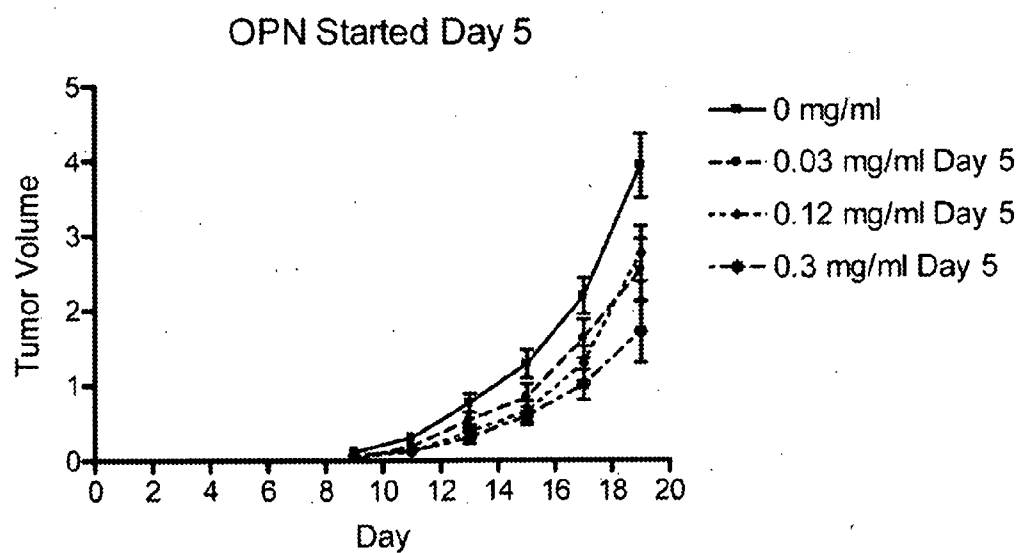 OPN Started Day 5
5
4
3
2
1
0
Tumor Volume
0 2 4 6 8 10 12 14 16 18 20
Day
0 mg/ml
0.03 mg/ml Day 5
0.12 mg/ml Day 5
0.3 mg/ml Day 5